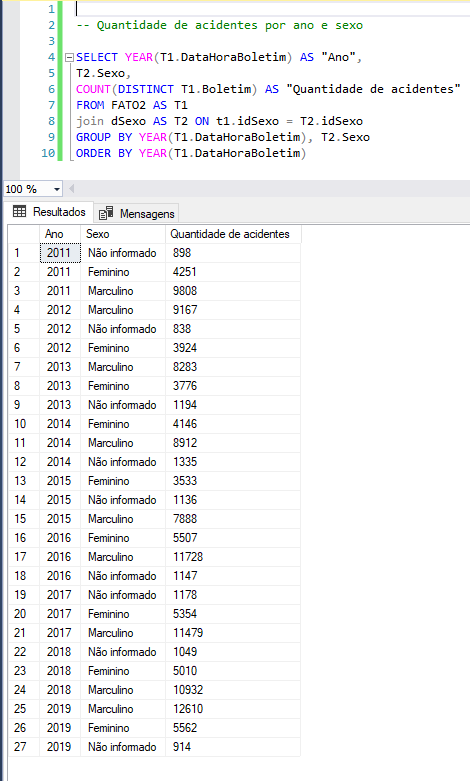 1
2 -- Quantidade de acidentes por ano e sexo
3
4 SELECT YEAR(T1.DataHoraBoletim) AS "Ano",
5 T2.Sexo,
6 COUNT(DISTINCT T1.Boletim) AS "Quantidade de acidentes"
7 FROM FATO2 AS T1
8 join dSexo AS T2 ON t1.idSexo = T2.idSexo
9 GROUP BY YEAR(T1.DataHoraBoletim), T2.Sexo
10 ORDER BY YEAR(T1.DataHoraBoletim)
100 %
Resultados Mensagens
Ano Sexo Quantidade de acidentes
1 2011 Não informado 898
2 2011 Feminino 4251
3 2011 Marculino 9808
4 2012 Marculino 9167
5 2012 Não informado 838
6 2012 Feminino 3924
7 2013 Marculino 8283
8 2013 Feminino 3776
9 2013 Não informado 1194
10 2014 Feminino 4146
11 2014 Marculino 8912
12 2014 Não informado 1335
13 2015 Feminino 3533
14 2015 Não informado 1136
15 2015 Marculino 7888
16 2016 Feminino 5507
17 2016 Marculino 11728
18 2016 Não informado 1147
19 2017 Não informado 1178
20 2017 Feminino 5354
21 2017 Marculino 11479
22 2018 Não informado 1049
23 2018 Feminino 5010
24 2018 Marculino 10932
25 2019 Marculino 12610
26 2019 Feminino 5562
27 2019 Não informado 914